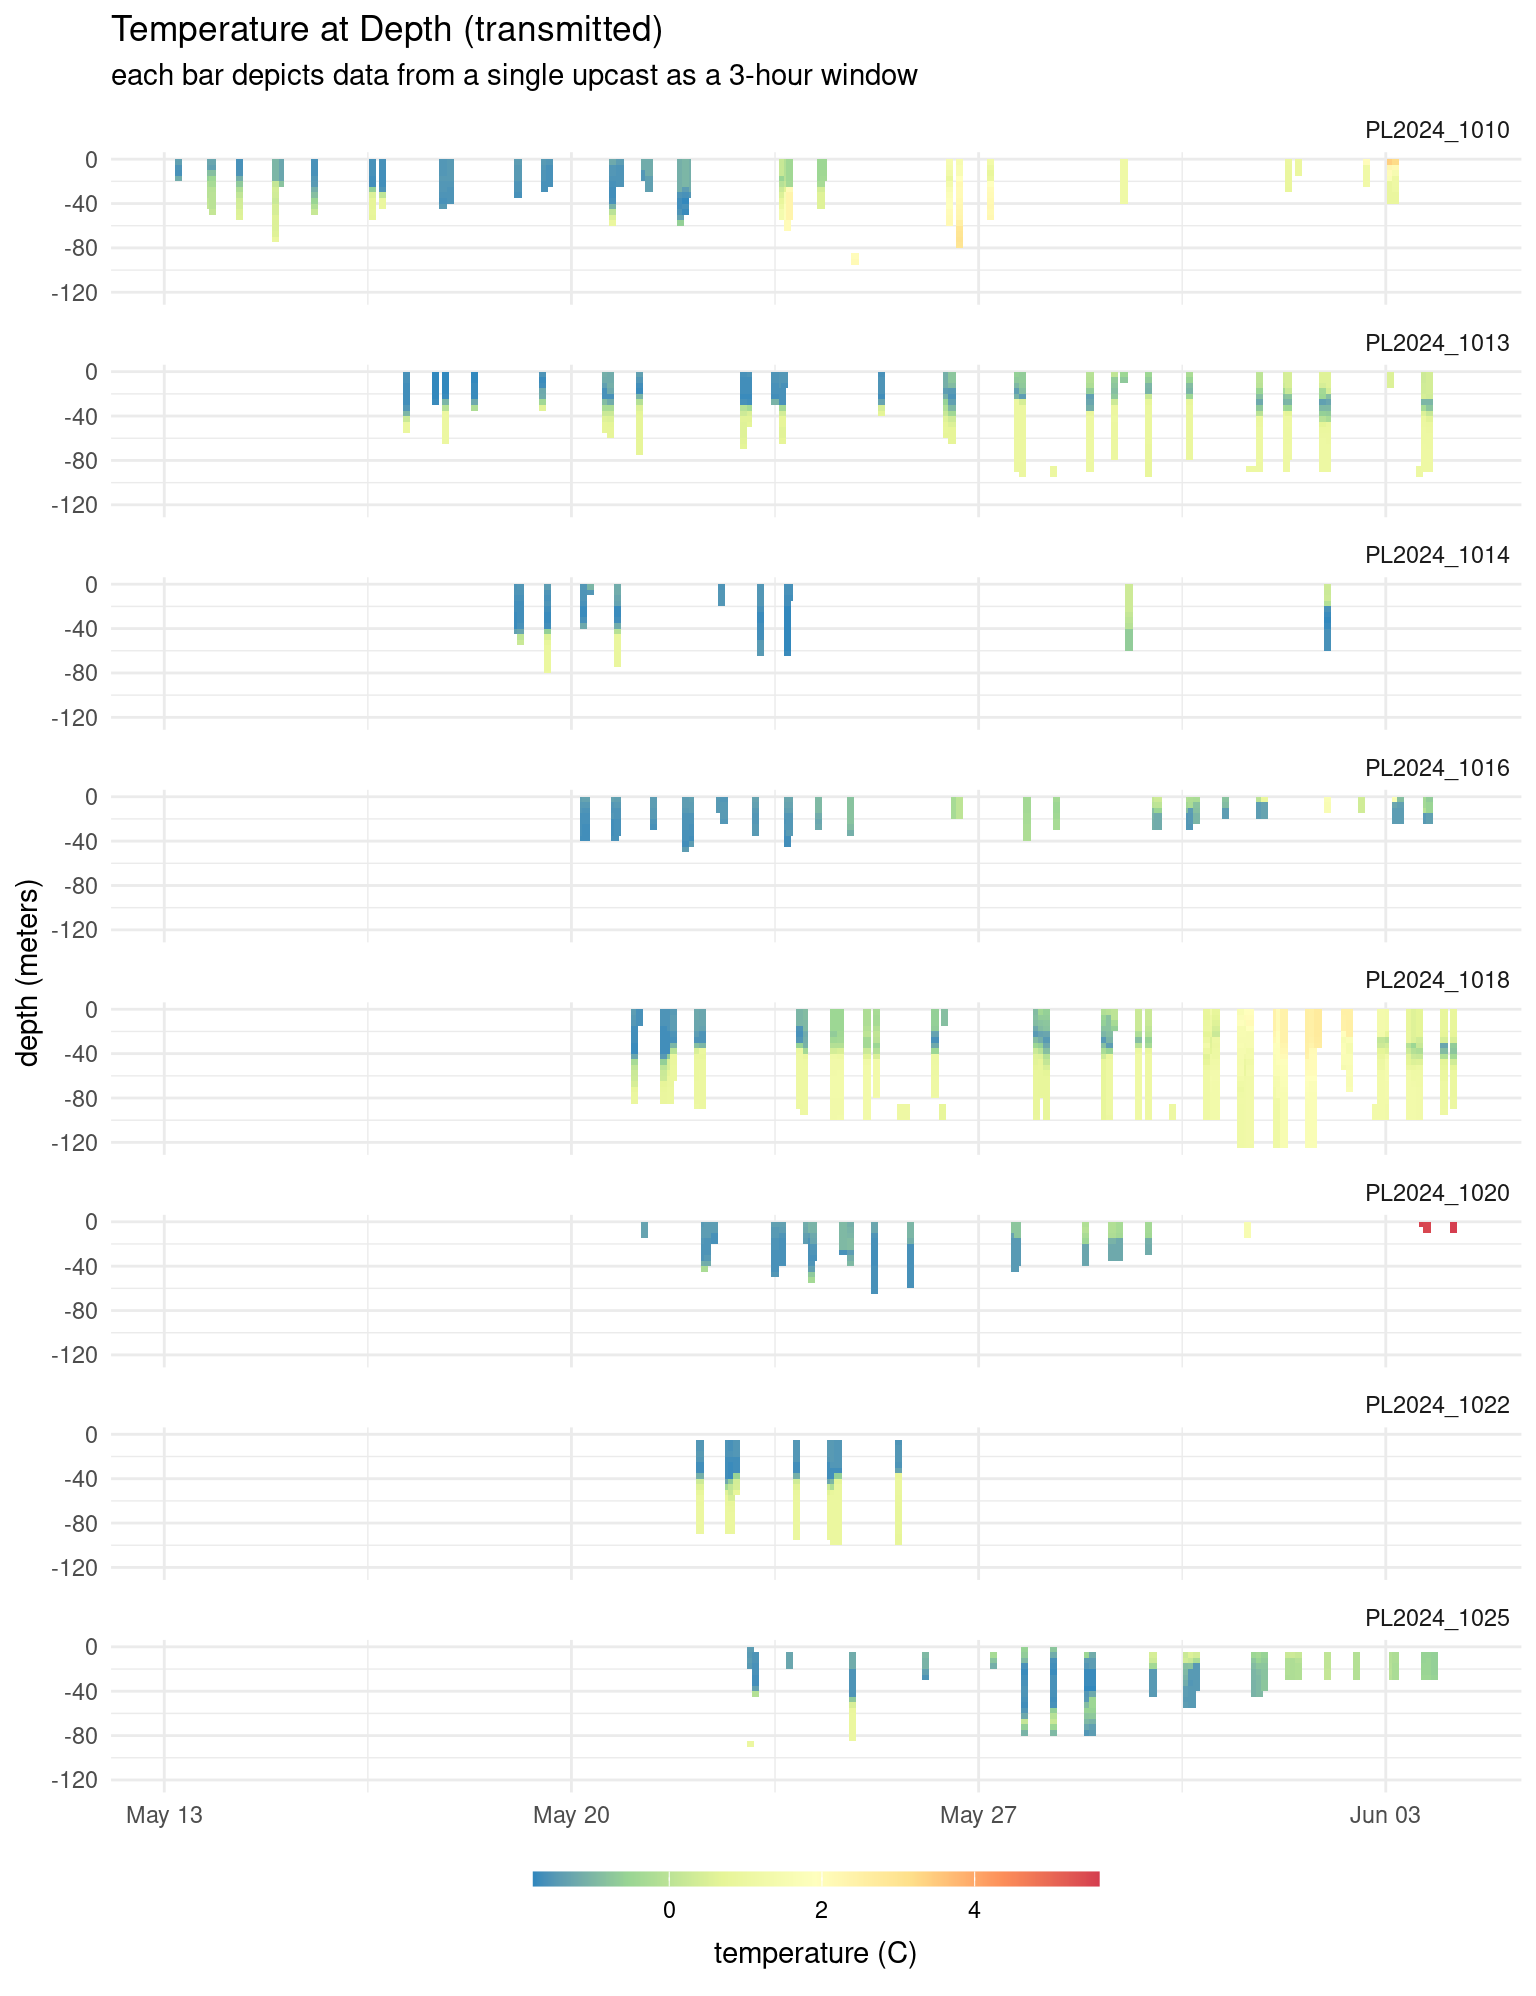 Temperature at Depth (transmitted)
each bar depicts data from a single upcast as a 3-hour window
PL2024_1010
0
-40
-80
-120
PL2024_1013
0
-40
-80
-120
PL2024_1014
0
-40
-80
-120
PL2024_1016
0
-40
-80
-120
depth (meters)
PL2024_1018
0
-40
-80
-120
PL2024_1020
0
-40
-80
-120
PL2024_1022
0
-40
-80
-120
PL2024_1025
0
-40
-80
-120
May 13 May 20 May 27 Jun 03
0 2 4
temperature (C)